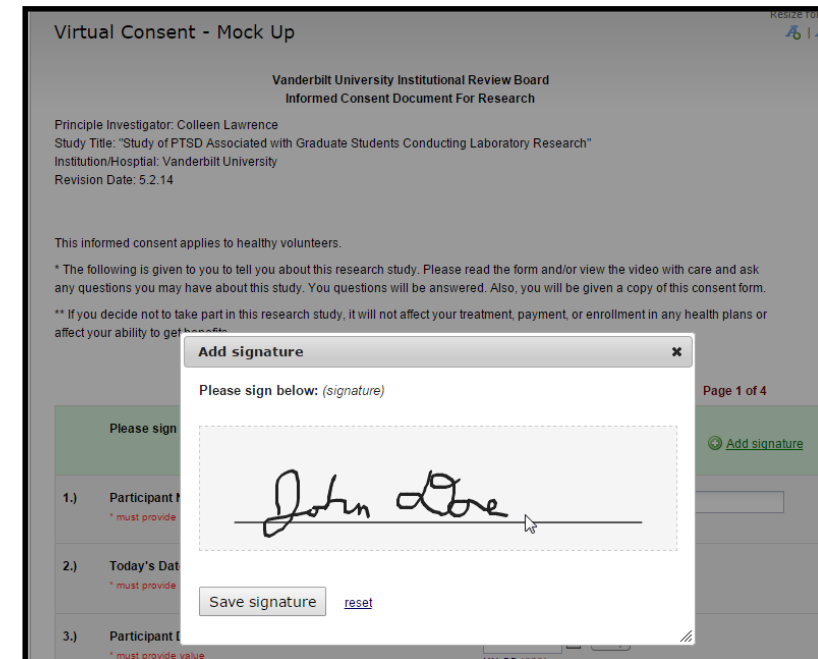 Resize fo
Virtual Consent - Mock Up
Vanderbilt University Institutional Review Board
Informed Consent Document For Research
Principle Investigator: Colleen Lawrence
Study Title: "Study of PTSD Associated with Graduate Students Conducting Laboratory Research"
Institution/Hosptial: Vanderbilt University
Revision Date: 5.2.14
This informed consent applies to healthy volunteers.
* The following is given to you to tell you about this research study. Please read the form and/or view the video with care and ask
any questions you may have about this study. You questions will be answered. Also, you will be given a copy of this consent form.
** If you decide not to take part in this research study, it will not affect your treatment, payment, or enrollment in any health plans or
affect your ability to get benefits
Add signature
Please sign below: (signature)
Page 1 of 4
Please sign
Add signature
John Doe
1.) Participant
* must provide
2.) Today's Dat
* must provide
Save signature reset
3.) Participant
* must provide value